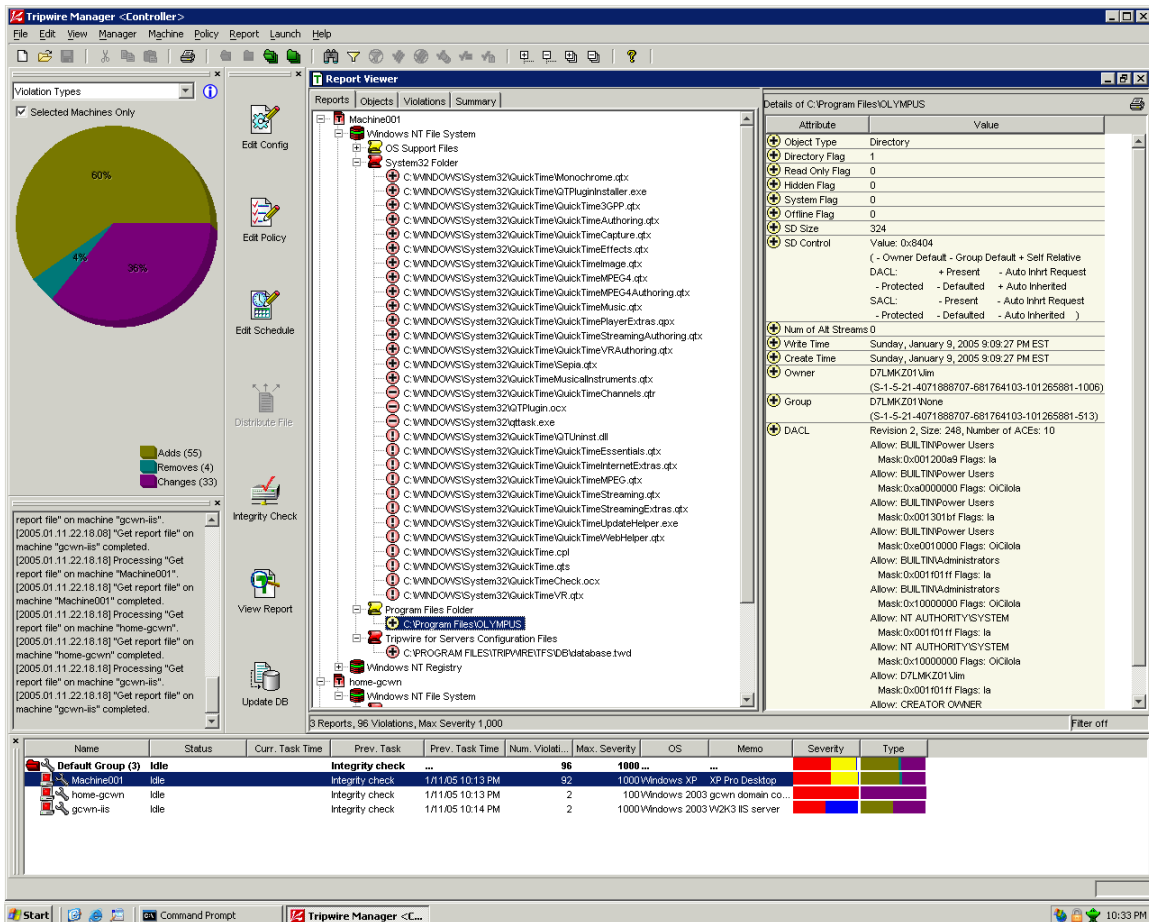 Tripwire Manager <Controller>
File Edit View Manager Machine Policy Report Launch Help
Violation Types
Selected Machines Only
60%
4%
36%
Adds (55)
Removes (4)
Changes (33)
report file" on machine "gcwn-iis".
[2005.01.11.22.18.08] "Get report file" on
machine "gcwn-iis" completed.
[2005.01.11.22.18.18] Processing "Get
report file" on machine "Machine001".
[2005.01.11.22.18.18] "Get report file" on
machine "Machine001" completed.
[2005.01.11.22.18.18] Processing "Get
report file" on machine "home-gcwn".
[2005.01.11.22.18.18] "Get report file" on
machine "home-gcwn" completed.
[2005.01.11.22.18.18] Processing "Get
report file" on machine "gcwn-iis".
[2005.01.11.22.18.18] "Get report file" on
machine "gcwn-iis" completed.
Edit Config
Edit Policy
Edit Schedule
Distribute File
Integrity Check
View Report
Update DB
Report Viewer
Reports Objects Violations Summary
Machine001
Windows NT File System
OS Support Files
System32 Folder
C:\WINDOWS\System32\QuickTime\Monochrome.qtx
C:\WINDOWS\System32\QuickTime\QTPluginInstaller.exe
C:\WINDOWS\System32\QuickTime\QuickTime3GPP.qtx
C:\WINDOWS\System32\QuickTime\QuickTimeAuthoring.qtx
C:\WINDOWS\System32\QuickTime\QuickTimeCapture.qtx
C:\WINDOWS\System32\QuickTime\QuickTimeEffects.qtx
C:\WINDOWS\System32\QuickTime\QuickTimeImage.qtx
C:\WINDOWS\System32\QuickTime\QuickTimeMPEG4.qtx
C:\WINDOWS\System32\QuickTime\QuickTimeMPEG4Authoring.qtx
C:\WINDOWS\System32\QuickTime\QuickTimeMusic.qtx
C:\WINDOWS\System32\QuickTime\QuickTimePlayerExtras.qpx
C:\WINDOWS\System32\QuickTime\QuickTimeStreamingAuthoring.qtx
C:\WINDOWS\System32\QuickTime\QuickTimeVRAuthoring.qtx
C:\WINDOWS\System32\QuickTime\Sepia.qtx
C:\WINDOWS\System32\QuickTimeMusicalInstruments.qtx
C:\WINDOWS\System32\QuickTime\QuickTimeChannels.qtr
C:\WINDOWS\System32\QTPlugin.ocx
C:\WINDOWS\System32\qttask.exe
C:\WINDOWS\System32\QuickTime\QTUninst.dll
C:\WINDOWS\System32\QuickTime\QuickTimeEssentials.qtx
C:\WINDOWS\System32\QuickTime\QuickTimeInternetExtras.qtx
C:\WINDOWS\System32\QuickTime\QuickTimeMPEG.qtx
C:\WINDOWS\System32\QuickTime\QuickTimeStreaming.qtx
C:\WINDOWS\System32\QuickTime\QuickTimeStreamingExtras.qtx
C:\WINDOWS\System32\QuickTime\QuickTimeUpdateHelper.exe
C:\WINDOWS\System32\QuickTime\QuickTimeWebHelper.qtx
C:\WINDOWS\System32\QuickTime.cpl
C:\WINDOWS\System32\QuickTime.qts
C:\WINDOWS\System32\QuickTimeCheck.ocx
C:\WINDOWS\System32\QuickTimeVR.qtx
Program Files Folder
C:\Program Files\OLYMPUS
Tripwire for Servers Configuration Files
C:\PROGRAM FILES\TRIPWIRE\TFS\DB\database.twd
Windows NT Registry
home-gcwn
Windows NT File System
3 Reports, 96 Violations, Max Severity 1,000
Filter off
Details of C:\Program Files\OLYMPUS
Attribute Value
Object Type Directory
Directory Flag 1
Read Only Flag 0
Hidden Flag 0
System Flag 0
Offline Flag 0
SD Size 324
SD Control Value: 0x8404
( - Owner Default - Group Default + Self Relative
DACL: + Present - Auto Inhrt Request
- Protected - Defaulted + Auto Inherited
SACL: - Present - Auto Inhrt Request
- Protected - Defaulted - Auto Inherited )
Num of Alt Streams 0
Write Time Sunday, January 9, 2005 9:09:27 PM EST
Create Time Sunday, January 9, 2005 9:09:27 PM EST
Owner D7LMKZ01\Jim
(S-1-5-21-4071888707-681764103-101265881-1006)
Group D7LMKZ01\None
(S-1-5-21-4071888707-681764103-101265881-513)
DACL Revision 2, Size: 248, Number of ACEs: 10
Allow: BUILTIN\Power Users
Mask:0x001200a9 Flags: Ia
Allow: BUILTIN\Power Users
Mask:0xa0000000 Flags: OiCiIoIa
Allow: BUILTIN\Power Users
Mask:0x001301bf Flags: Ia
Allow: BUILTIN\Power Users
Mask:0xe0010000 Flags: OiCiIoIa
Allow: BUILTIN\Administrators
Mask:0x001f01ff Flags: Ia
Allow: BUILTIN\Administrators
Mask:0x10000000 Flags: OiCiIoIa
Allow: NT AUTHORITY\SYSTEM
Mask:0x001f01ff Flags: Ia
Allow: NT AUTHORITY\SYSTEM
Mask:0x10000000 Flags: OiCiIoIa
Allow: D7LMKZ01\Jim
Mask:0x001f01ff Flags: Ia
Allow: CREATOR OWNER
Name Status Curr. Task Time Prev. Task Prev. Task Time Num. Violati... Max. Severity OS Memo Severity Type
Default Group (3) Idle Integrity check ... 96 1000 ... ...
Machine001 Idle Integrity check 1/11/05 10:13 PM 92 1000 Windows XP XP Pro Desktop
home-gcwn Idle Integrity check 1/11/05 10:13 PM 2 100 Windows 2003 gcwn domain co...
gcwn-iis Idle Integrity check 1/11/05 10:14 PM 2 1000 Windows 2003 W2K3 IIS server
Start Command Prompt Tripwire Manager <C... 10:33 PM